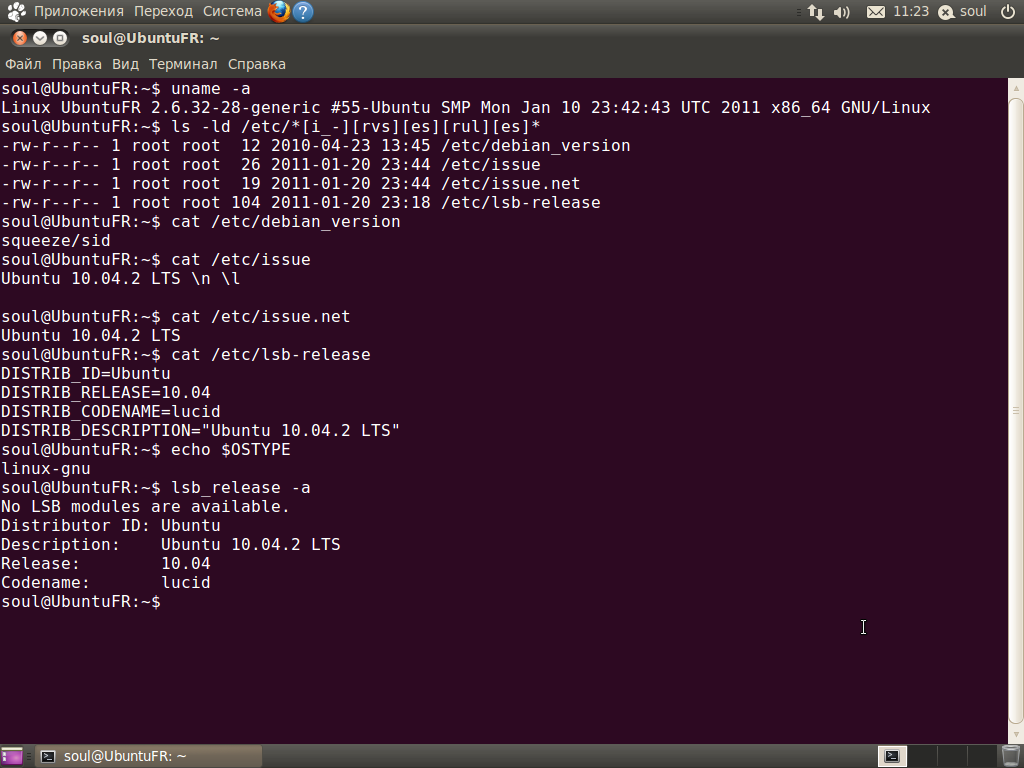 Приложения Переход Система 11:23 soul
soul@UbuntuFR: ~
Файл Правка Вид Терминал Справка
soul@UbuntuFR:~$ uname -a
Linux UbuntuFR 2.6.32-28-generic #55-Ubuntu SMP Mon Jan 10 23:42:43 UTC 2011 x86_64 GNU/Linux
soul@UbuntuFR:~$ ls -ld /etc/*[i_-][rvs][es][rul][es]*
-rw-r--r-- 1 root root  12 2010-04-23 13:45 /etc/debian_version
-rw-r--r-- 1 root root  26 2011-01-20 23:44 /etc/issue
-rw-r--r-- 1 root root  19 2011-01-20 23:44 /etc/issue.net
-rw-r--r-- 1 root root 104 2011-01-20 23:18 /etc/lsb-release
soul@UbuntuFR:~$ cat /etc/debian_version
squeeze/sid
soul@UbuntuFR:~$ cat /etc/issue
Ubuntu 10.04.2 LTS \n \l
soul@UbuntuFR:~$ cat /etc/issue.net
Ubuntu 10.04.2 LTS
soul@UbuntuFR:~$ cat /etc/lsb-release
DISTRIB_ID=Ubuntu
DISTRIB_RELEASE=10.04
DISTRIB_CODENAME=lucid
DISTRIB_DESCRIPTION="Ubuntu 10.04.2 LTS"
soul@UbuntuFR:~$ echo $OSTYPE
linux-gnu
soul@UbuntuFR:~$ lsb_release -a
No LSB modules are available.
Distributor ID: Ubuntu
Description:    Ubuntu 10.04.2 LTS
Release:        10.04
Codename:       lucid
soul@UbuntuFR:~$
soul@UbuntuFR: ~